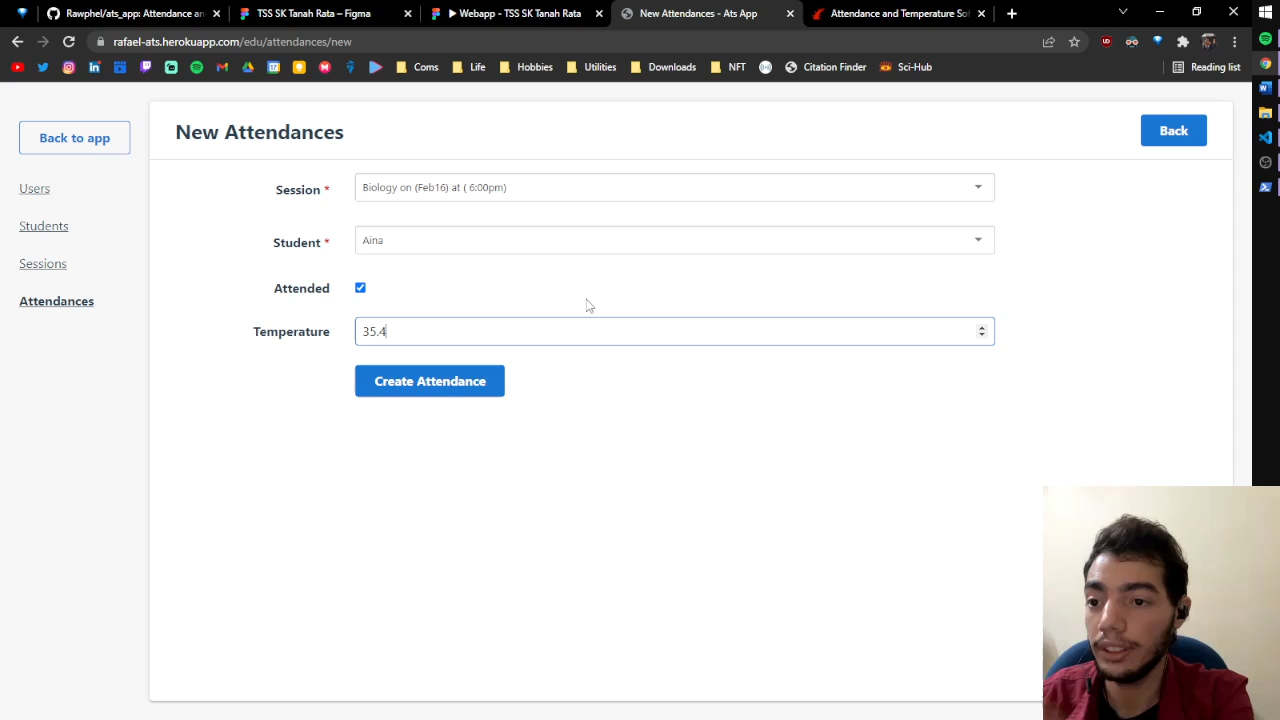 Rawphel/ats_app: Attendance an
TSS SK Tanah Rata – Figma
Webapp - TSS SK Tanah Rata
New Attendances - Ats App
Attendance and Temperature Sof
rafael-ats.herokuapp.com/edu/attendances/new
Coms
Life
Hobbies
Utilities
Downloads
NFT
Citation Finder
Sci-Hub
Reading list
Back to app
Users
Students
Sessions
Attendances
New Attendances
Back
Session *
Biology on (Feb16) at ( 6:00pm)
Student *
Aina
Attended
Temperature
35.4
Create Attendance